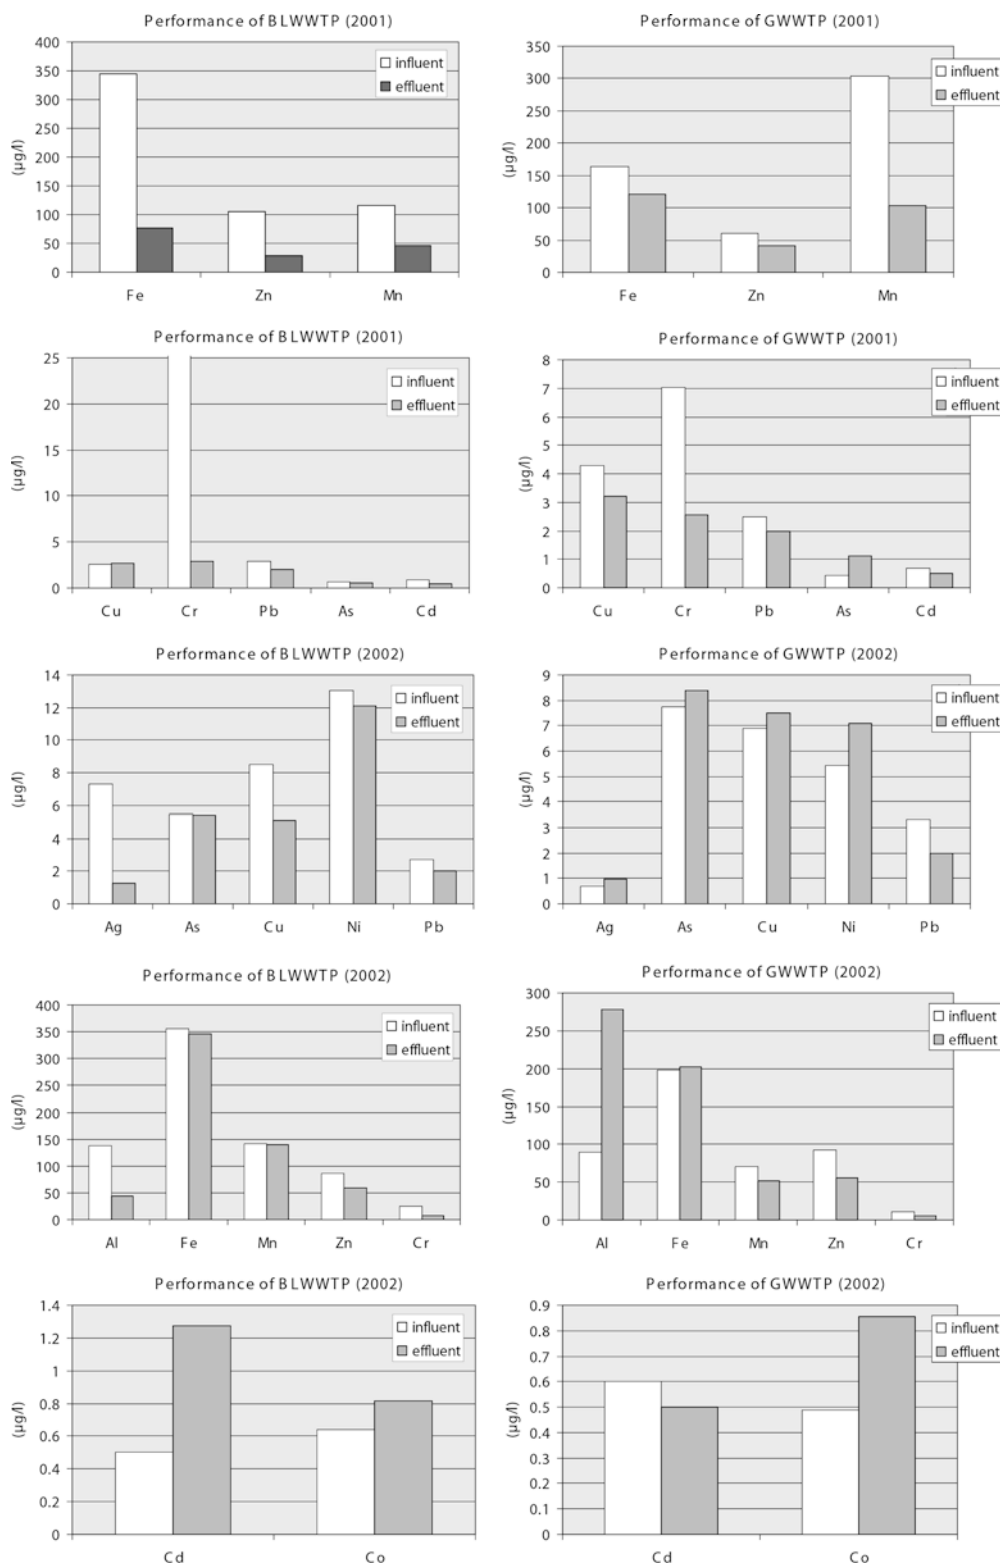 Performance of BLWWTP (2001)
400
350
300
250
200
150
100
50
0
(µg/l)
influent
effluent
Fe Zn Mn
Performance of GWWTP (2001)
350
300
250
200
150
100
50
0
(µg/l)
influent
effluent
Fe Zn Mn
Performance of BLWWTP (2001)
25
20
15
10
5
0
(µg/l)
influent
effluent
Cu Cr Pb As Cd
Performance of GWWTP (2001)
8
7
6
5
4
3
2
1
0
(µg/l)
influent
effluent
Cu Cr Pb As Cd
Performance of BLWWTP (2002)
14
12
10
8
6
4
2
0
(µg/l)
influent
effluent
Ag As Cu Ni Pb
Performance of GWWTP (2002)
9
8
7
6
5
4
3
2
1
0
(µg/l)
influent
effluent
Ag As Cu Ni Pb
Performance of BLWWTP (2002)
400
350
300
250
200
150
100
50
0
(µg/l)
influent
effluent
Al Fe Mn Zn Cr
Performance of GWWTP (2002)
300
250
200
150
100
50
0
(µg/l)
influent
effluent
Al Fe Mn Zn Cr
Performance of BLWWTP (2002)
1.4
1.2
1
0.8
0.6
0.4
0.2
0
(µg/l)
influent
effluent
Cd Co
Performance of GWWTP (2002)
0.9
0.8
0.7
0.6
0.5
0.4
0.3
0.2
0.1
0
(µg/l)
influent
effluent
Cd Co